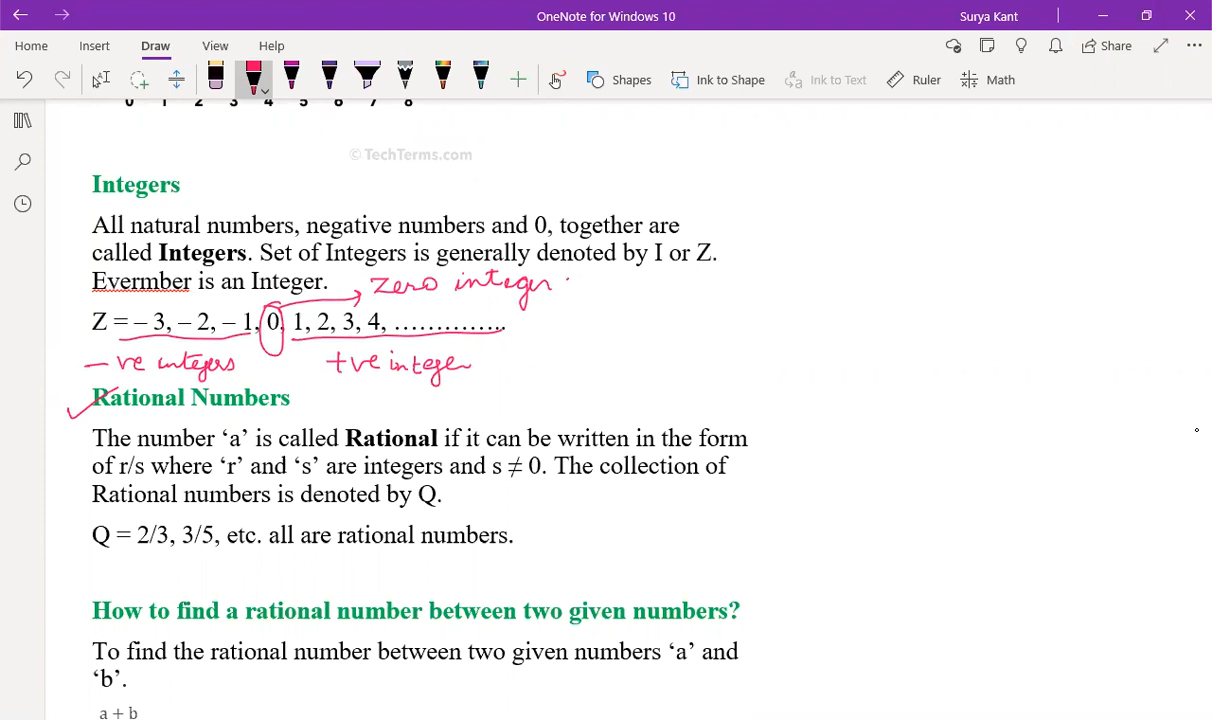 OneNote for Windows 10
Surya Kant
Home Insert Draw View Help
Share
Shapes Ink to Shape Ink to Text Ruler Math
0 1 2 3 4 5 6 7 8
© TechTerms.com
Integers
All natural numbers, negative numbers and 0, together are
called Integers. Set of Integers is generally denoted by I or Z.
Evermber is an Integer.
zero integer
Z = – 3, – 2, – 1, 0, 1, 2, 3, 4, …………..
–ve integers +ve integer
Rational Numbers
The number ‘a’ is called Rational if it can be written in the form
of r/s where ‘r’ and ‘s’ are integers and s ≠ 0. The collection of
Rational numbers is denoted by Q.
Q = 2/3, 3/5, etc. all are rational numbers.
How to find a rational number between two given numbers?
To find the rational number between two given numbers ‘a’ and
‘b’.
a + b